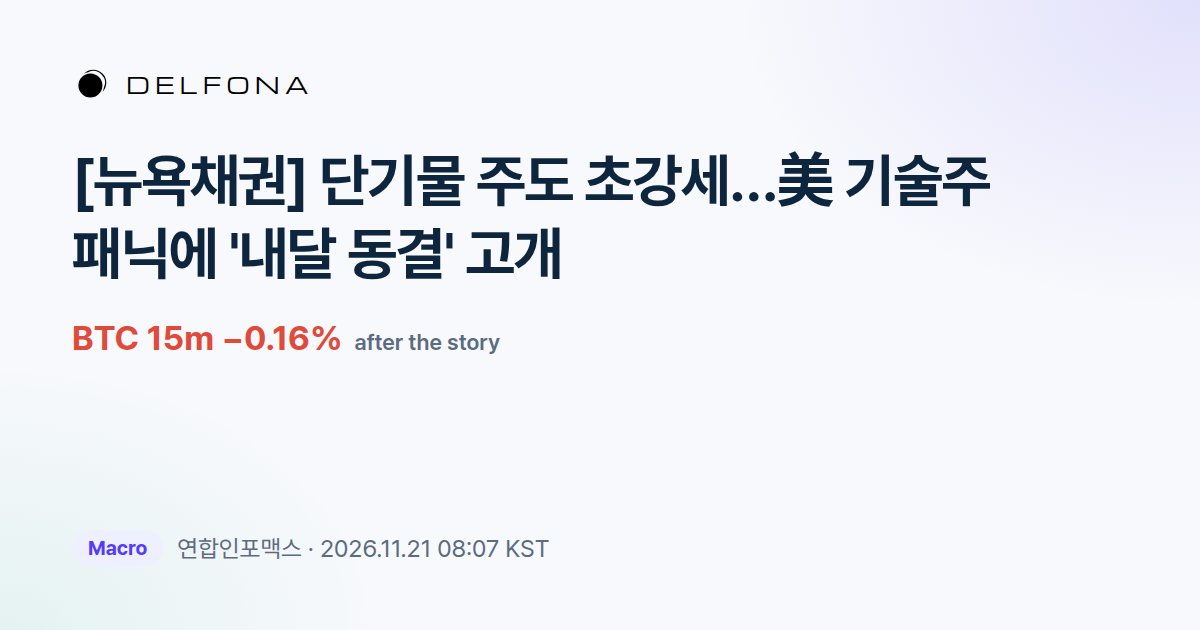 DELFONA
[뉴욕채권] 단기물 주도 초강세…美 기술주
패닉에 '내달 동결' 고개
BTC 15m −0.16% after the story
Macro 연합인포맥스 · 2026.11.21 08:07 KST